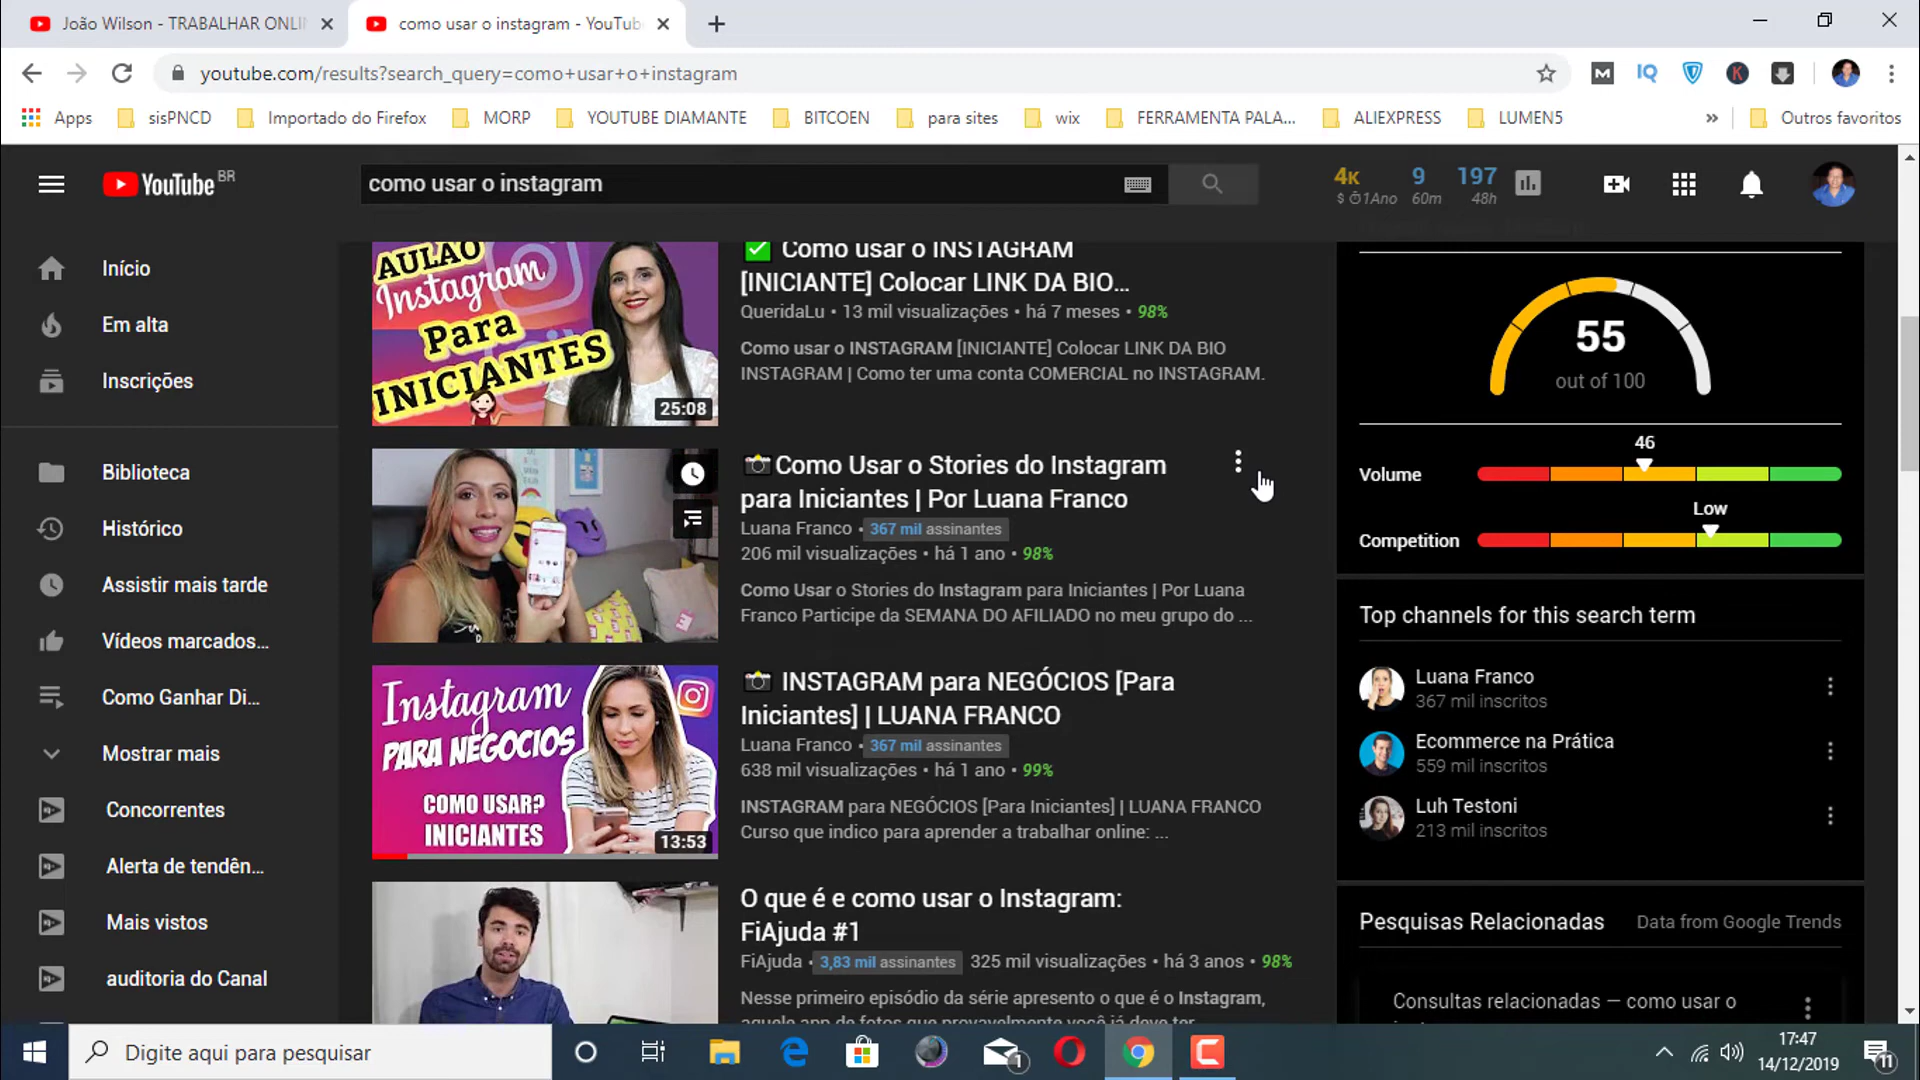 João Wilson - TRABALHAR ONLI
como usar o instagram - YouTub
youtube.com/results?search_query=como+usar+o+instagram
M
IQ
K
Apps
sisPNCD
Importado do Firefox
MORP
YOUTUBE DIAMANTE
BITCOEN
para sites
wix
FERRAMENTA PALA...
ALIEXPRESS
LUMEN5
»
Outros favoritos
YouTube BR
como usar o instagram
4K
$ 1Ano
9
60m
197
48h
Início
Em alta
Inscrições
Biblioteca
Histórico
Assistir mais tarde
Vídeos marcados...
Como Ganhar Di...
Mostrar mais
Concorrentes
Alerta de tendên...
Mais vistos
auditoria do Canal
AULÃO
Instagram
Para
INICIANTES
25:08
Como usar o INSTAGRAM
[INICIANTE] Colocar LINK DA BIO...
QueridaLu • 13 mil visualizações • há 7 meses • 98%
Como usar o INSTAGRAM [INICIANTE] Colocar LINK DA BIO
INSTAGRAM | Como ter uma conta COMERCIAL no INSTAGRAM.
Como Usar o Stories do Instagram
para Iniciantes | Por Luana Franco
Luana Franco • 367 mil assinantes
206 mil visualizações • há 1 ano • 98%
Como Usar o Stories do Instagram para Iniciantes | Por Luana
Franco Participe da SEMANA DO AFILIADO no meu grupo do ...
Instagram
PARA NEGÓCIOS
COMO USAR?
INICIANTES
13:53
INSTAGRAM para NEGÓCIOS [Para
Iniciantes] | LUANA FRANCO
Luana Franco • 367 mil assinantes
638 mil visualizações • há 1 ano • 99%
INSTAGRAM para NEGÓCIOS [Para Iniciantes] | LUANA FRANCO
Curso que indico para aprender a trabalhar online: ...
O que é e como usar o Instagram:
FiAjuda #1
FiAjuda • 3,83 mil assinantes 325 mil visualizações • há 3 anos • 98%
Nesse primeiro episódio da série apresento o que é o Instagram,
aquele app de fotos que provavelmente você já deve ter
55
out of 100
46
Volume
Low
Competition
Top channels for this search term
Luana Franco
367 mil inscritos
Ecommerce na Prática
559 mil inscritos
Luh Testoni
213 mil inscritos
Pesquisas Relacionadas
Data from Google Trends
Consultas relacionadas — como usar o
Digite aqui para pesquisar
1
17:47
14/12/2019
11